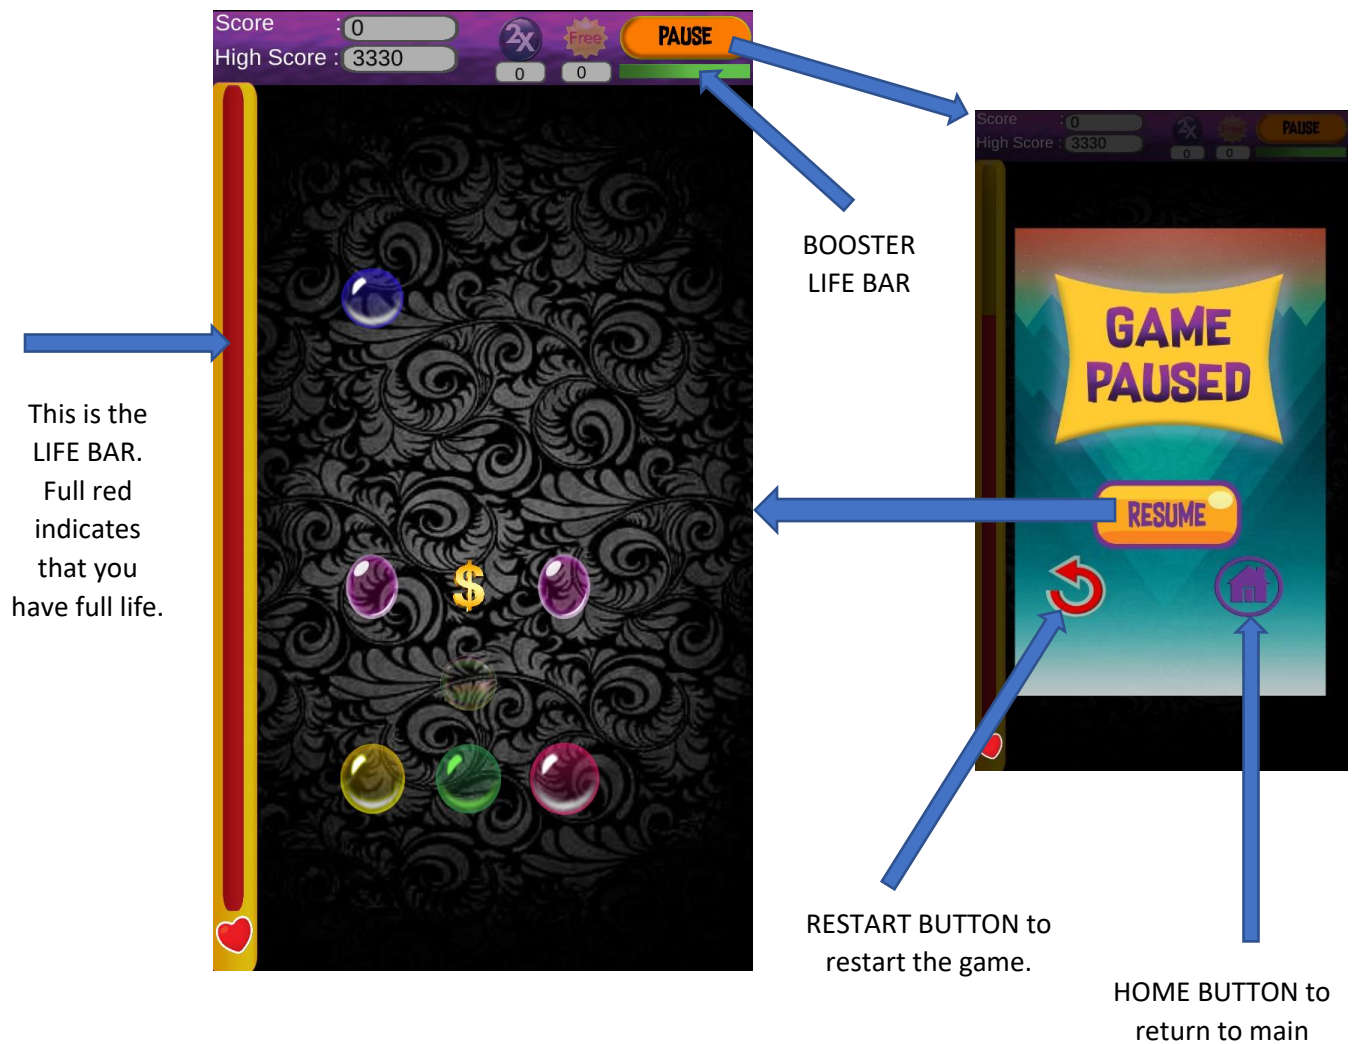 Score : 0
High Score : 3330
2X
Free
PAUSE
0
0
Score : 0
High Score : 3330
2X
Free
PAUSE
0
0
BOOSTER
LIFE BAR
GAME
PAUSED
This is the
LIFE BAR.
Full red
indicates
that you
have full life.
RESUME
$
RESTART BUTTON to
restart the game.
HOME BUTTON to
return to main